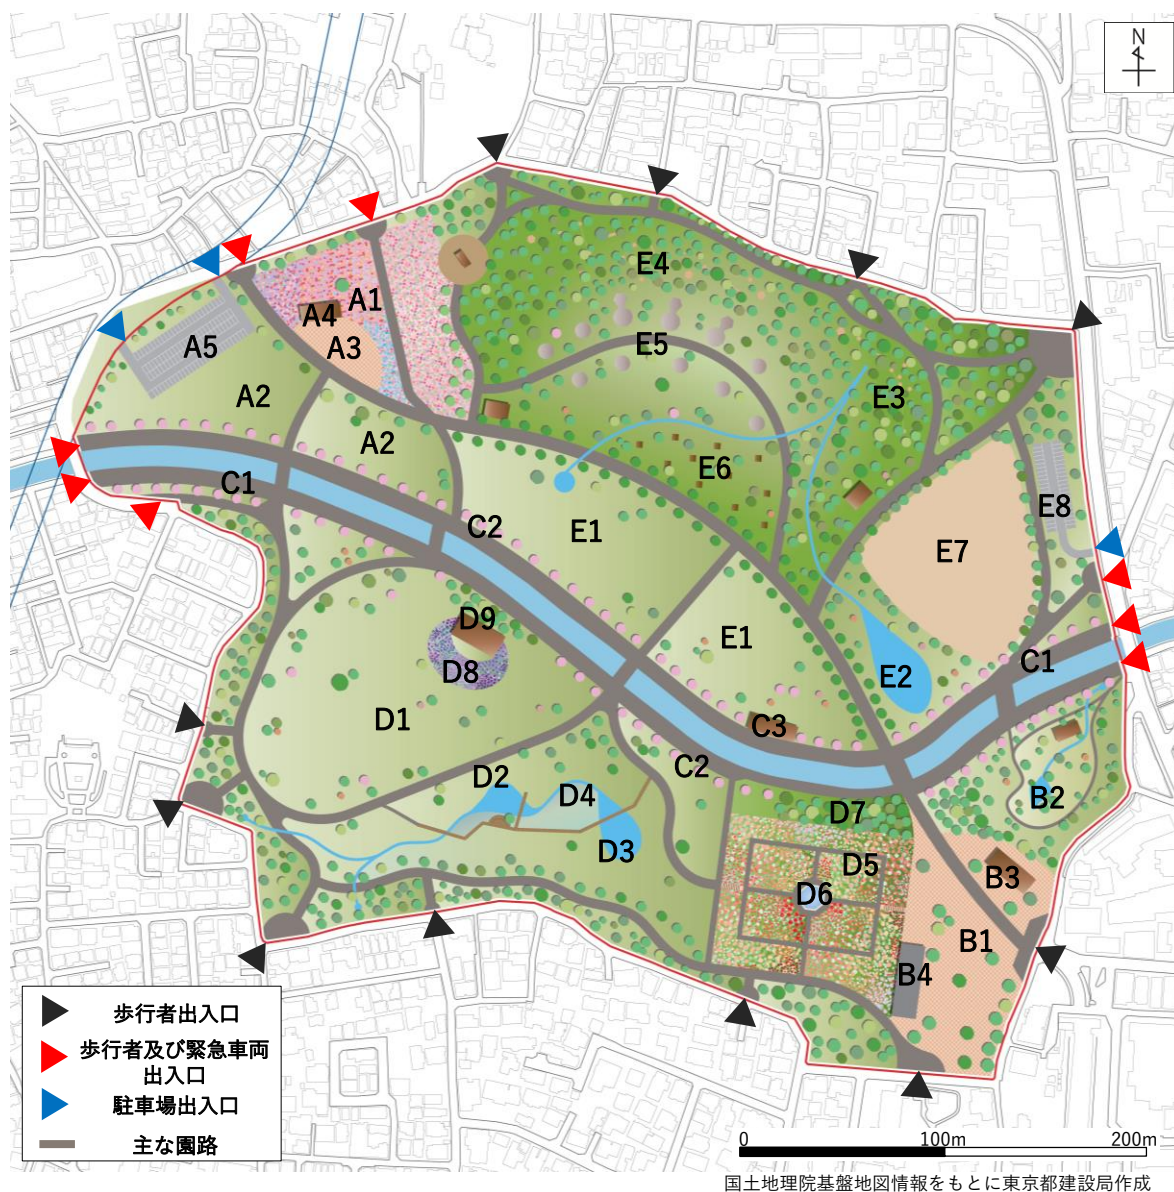 N
E4
A1
A4
A3
A5
E5
A2
E3
A2
E6
C1
E8
C2
E1
E7
D9
E1
D8
C1
E2
D1
C3
C2
D2
D4
B2
D7
D3
D5
D6
B3
B1
B4
歩行者出入口
歩行者及び緊急車両
出入口
駐車場出入口
主な園路
0 100m 200m
国土地理院基盤地図情報をもとに東京都建設局作成